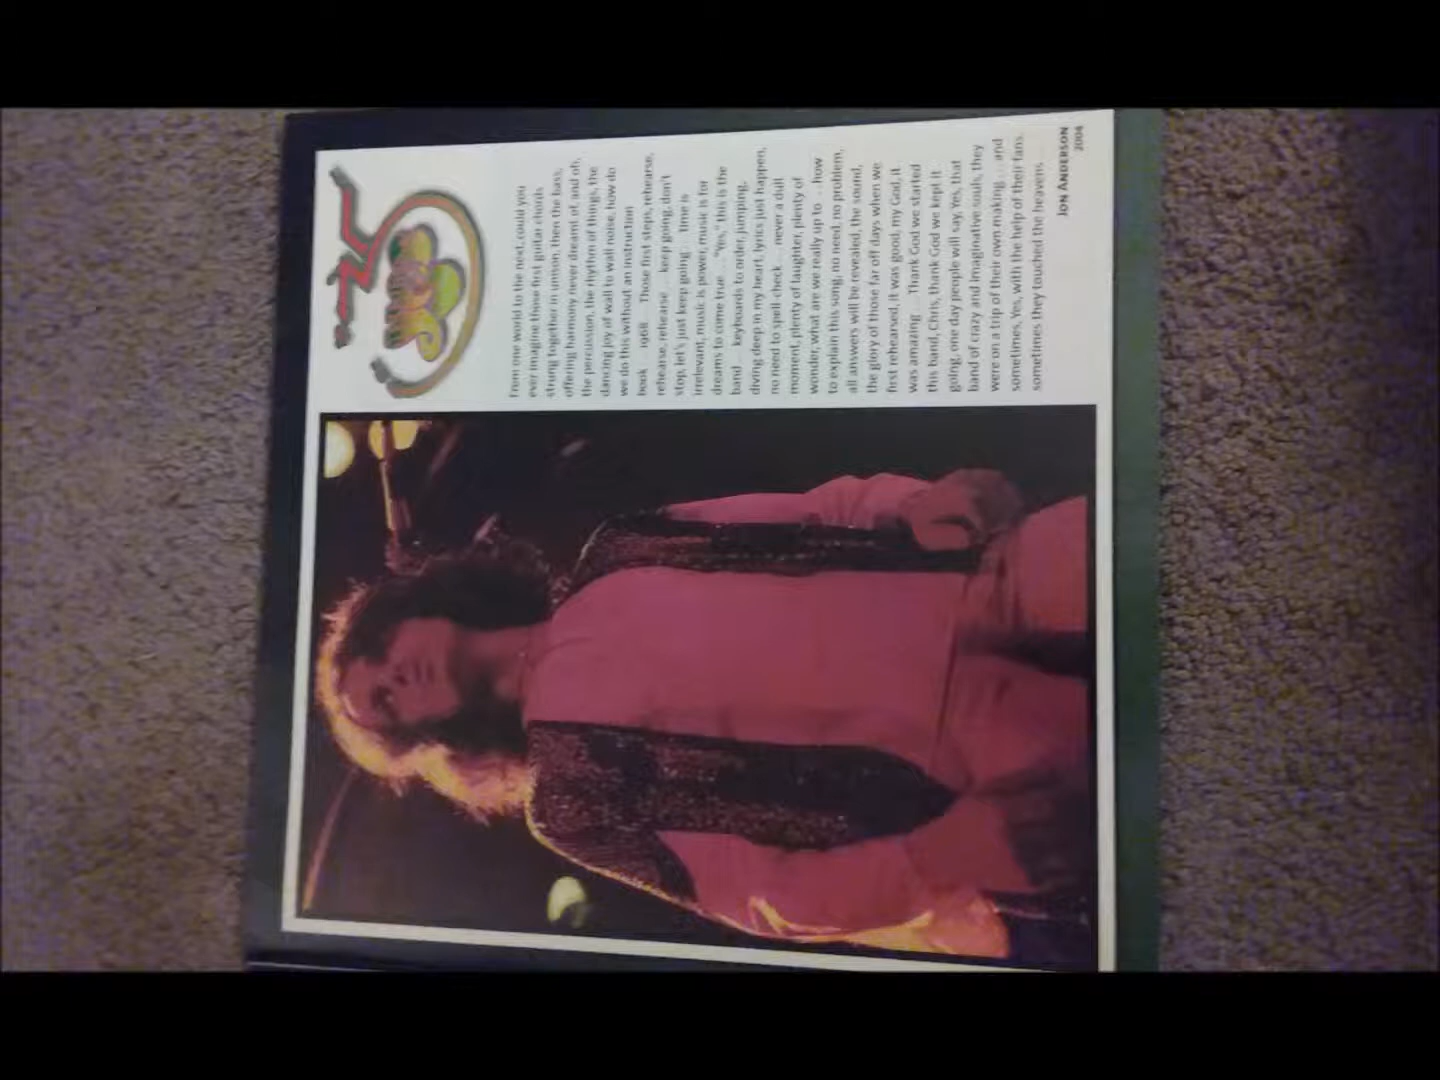 YES
From one world to the next, could you
ever imagine those first guitar chords
strung together in unison, then the bass,
offering harmony never dreamt of, and oh,
the percussion, the rhythm of things, the
dancing joy of wall to wall noise, how do
we do this without an instruction
book ... 1968 ... Those first steps, rehearse,
rehearse, rehearse ... keep going, don't
stop, let's just keep going ... time is
irrelevant, music is power, music is for
dreams to come true ... "Yes," this is the
band ... keyboards to order, jumping,
diving deep in my heart, lyrics just happen,
no need to spell-check ... never a dull
moment, plenty of laughter, plenty of
wonder, what are we really up to ... how
to explain this song, no need, no problem,
all answers will be revealed, the sound,
the glory of those far off days when we
first rehearsed, it was good, my God, it
was amazing ... Thank God we started
this band, Chris, thank God we kept it
going, one day people will say, Yes, that
band of crazy and imaginative souls, they
were on a trip of their own making ... and
sometimes, Yes, with the help of their fans,
sometimes they touched the heavens ...
JON ANDERSON
2004